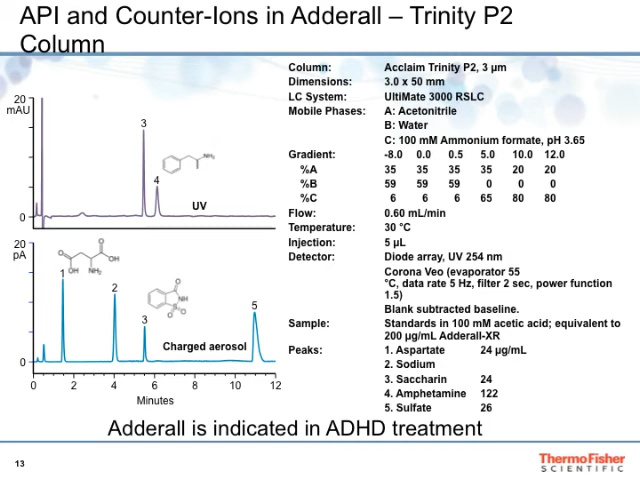 API and Counter-Ions in Adderall – Trinity P2
Column
20
mAU
0
3
4
NH₂
UV
20
pA
0
O
O
OH
OH
NH₂
O
NH
S
O
O
1
2
3
5
Charged aerosol
0 2 4 6 8 10 12
Minutes
Column: Acclaim Trinity P2, 3 µm
Dimensions: 3.0 x 50 mm
LC System: UltiMate 3000 RSLC
Mobile Phases: A: Acetonitrile
B: Water
C: 100 mM Ammonium formate, pH 3.65
Gradient: -8.0 0.0 0.5 5.0 10.0 12.0
%A 35 35 35 35 20 20
%B 59 59 59 0 0 0
%C 6 6 6 65 80 80
Flow: 0.60 mL/min
Temperature: 30 °C
Injection: 5 µL
Detector: Diode array, UV 254 nm
Corona Veo (evaporator 55
°C, data rate 5 Hz, filter 2 sec, power function
1.5)
Blank subtracted baseline.
Sample: Standards in 100 mM acetic acid; equivalent to
200 µg/mL Adderall-XR
Peaks: 1. Aspartate 24 µg/mL
2. Sodium
3. Saccharin 24
4. Amphetamine 122
5. Sulfate 26
Adderall is indicated in ADHD treatment
13
ThermoFisher
SCIENTIFIC